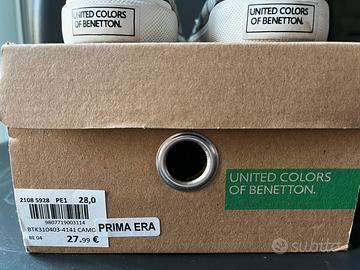 UNITED COLORS
OF BENETTON.
UNITED COLORS
OF BENETTON.
UNITED COLORS
OF BENETTON.
2108 5928 PE1 28,0
9807719003114
BTK310403-4141 CAMO
BE 04 27.99 €
PRIMA ERA
subito